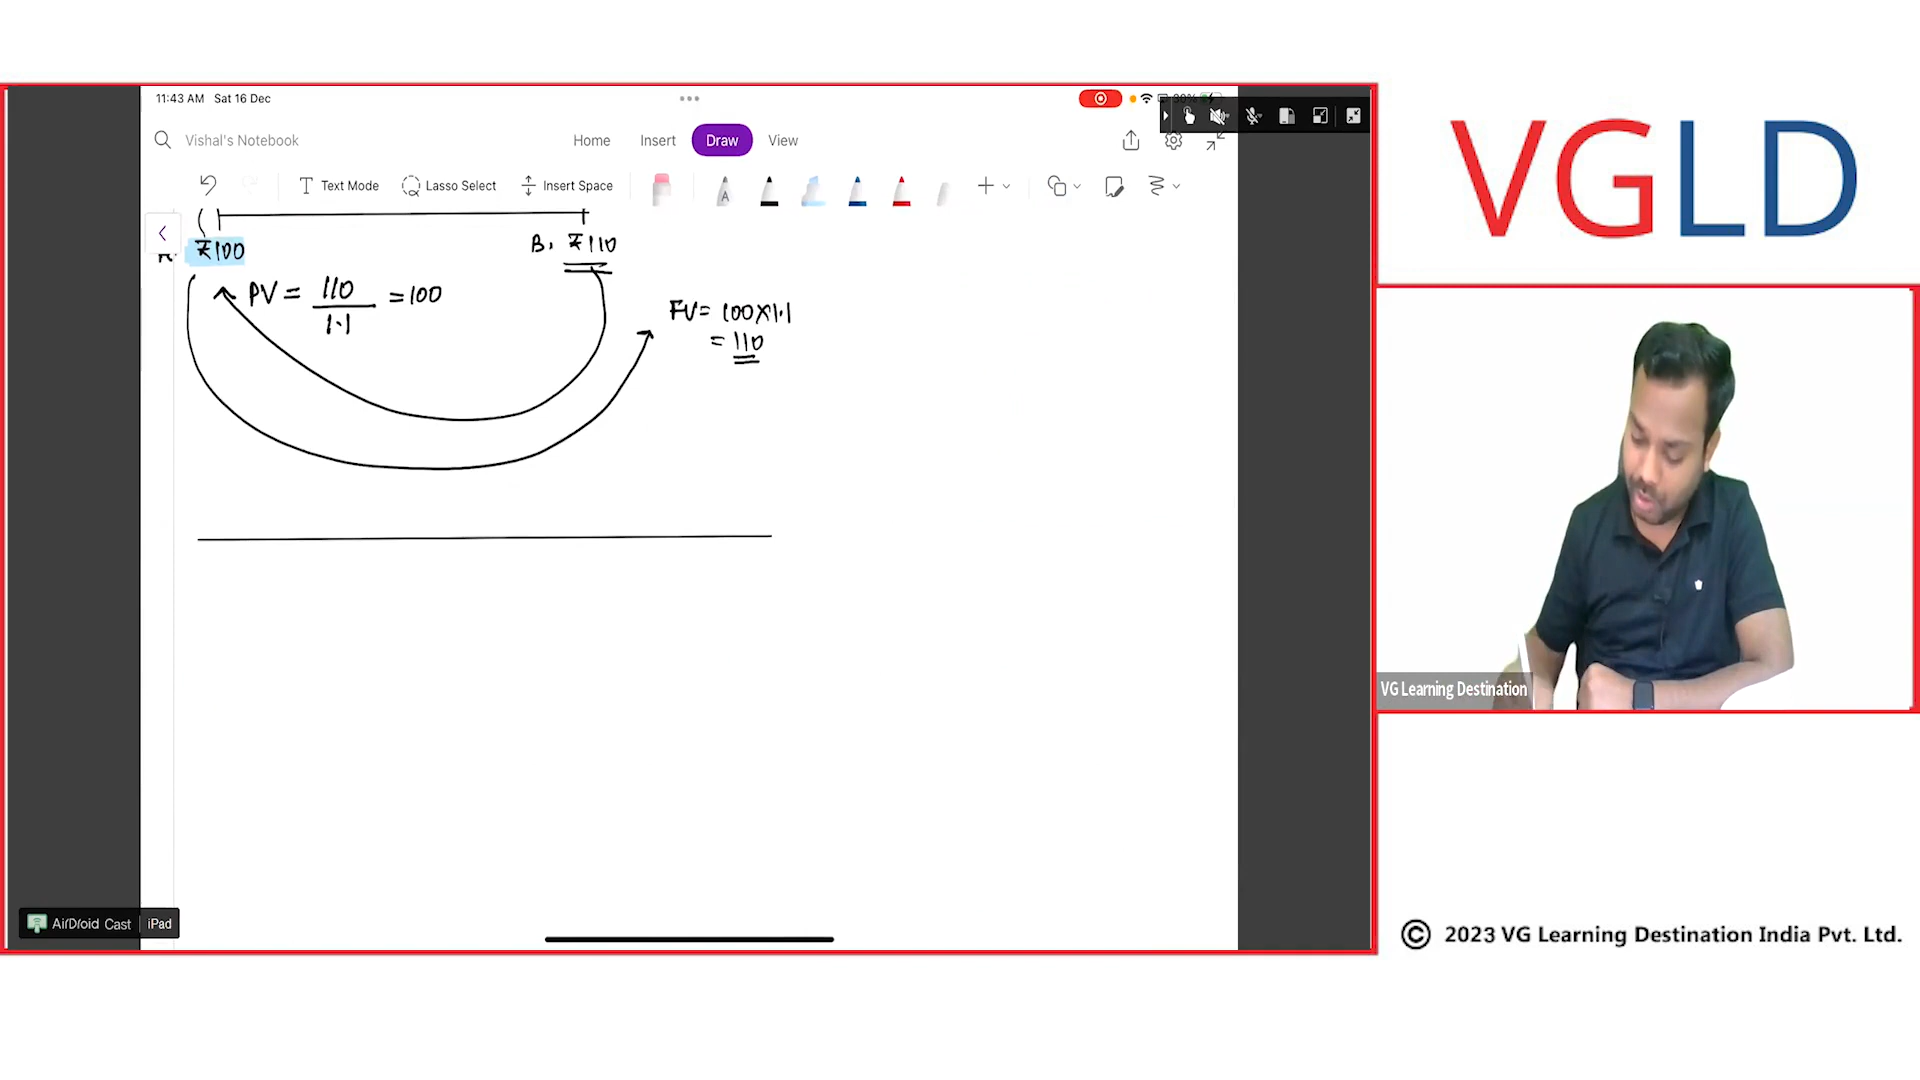 11:43 AM Sat 16 Dec
30%
Vishal's Notebook
Home Insert Draw View
Text Mode Lasso Select Insert Space
A
A. ₹100
B. ₹110
PV = 110 / 1.1 = 100
FV = 100×1.1
= 110
VGLD
VG Learning Destination
AirDroid Cast iPad
© 2023 VG Learning Destination India Pvt. Ltd.